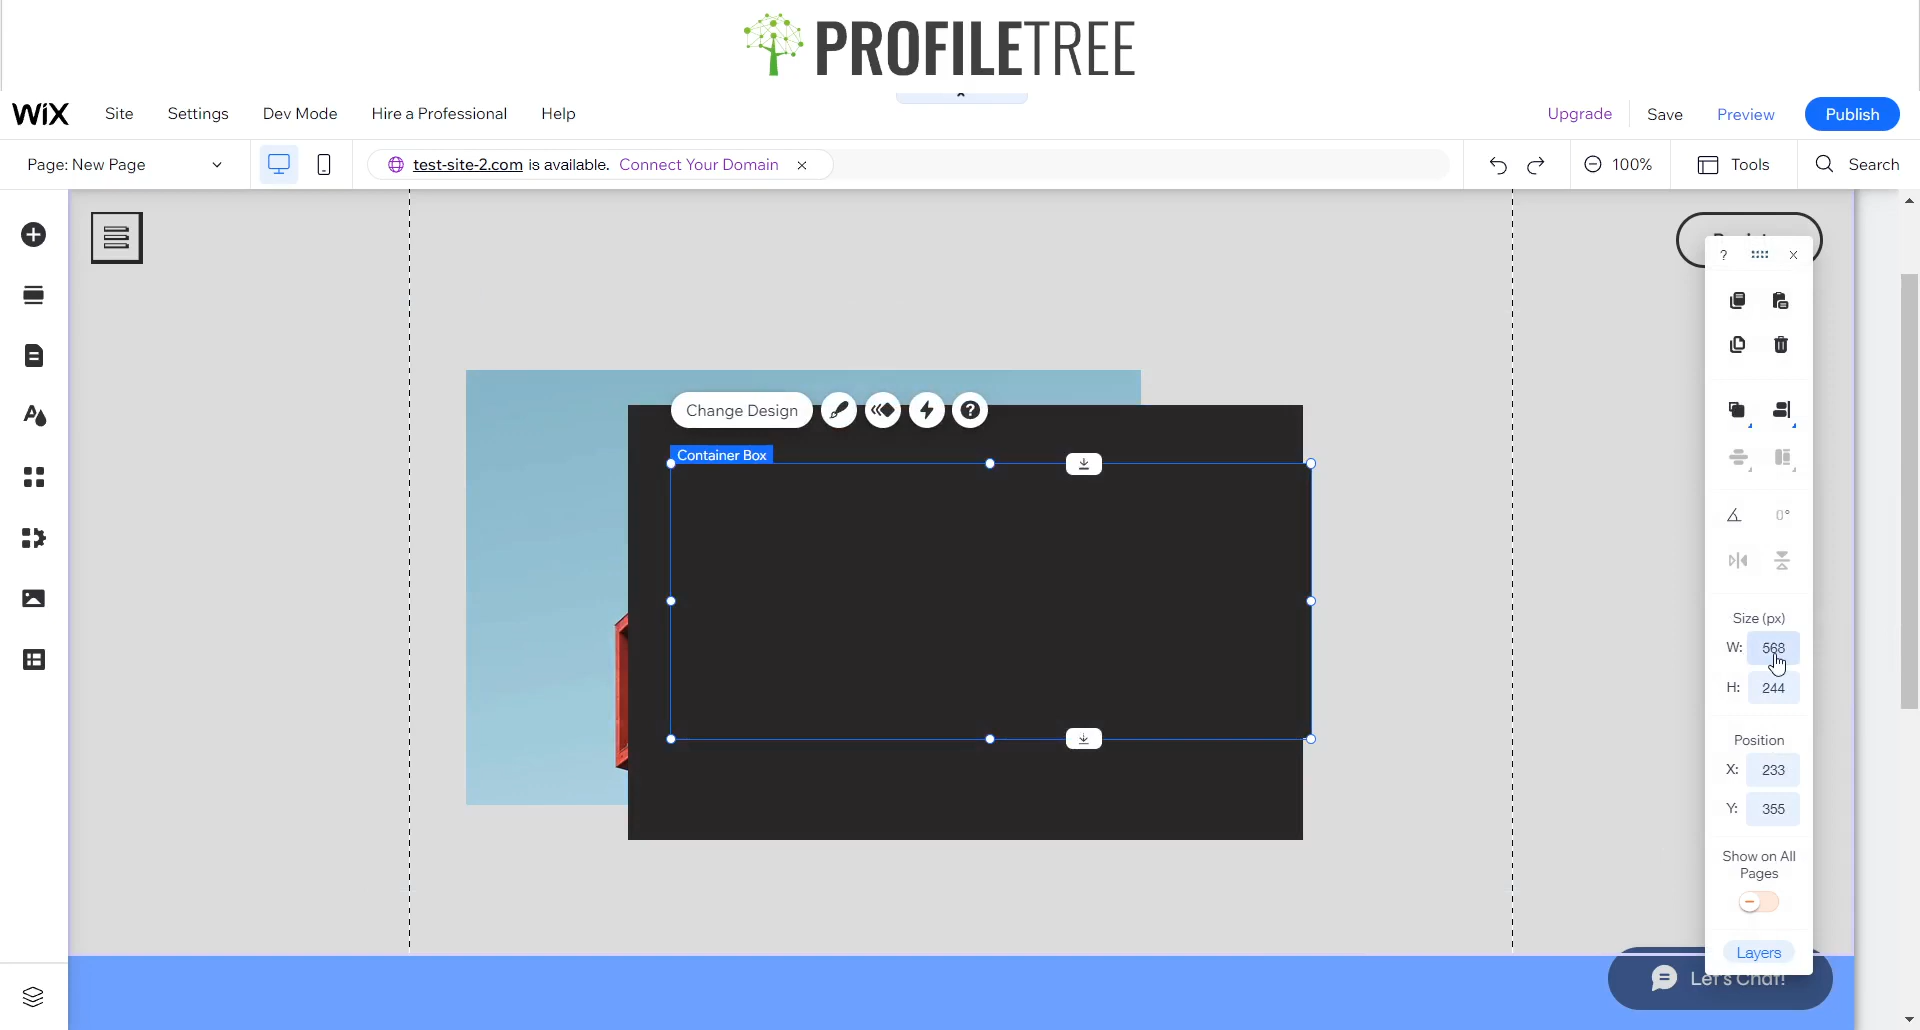 PROFILETREE
WiX Site Settings Dev Mode Hire a Professional Help Upgrade Save Preview Publish
Page: New Page test-site-2.com is available. Connect Your Domain × 100% Tools Search
? ×
Change Design ?
Container Box
0°
Size (px)
W: 568
H: 244
Position
X: 233
Y: 355
Show on All
Pages
Layers
Let's Chat!